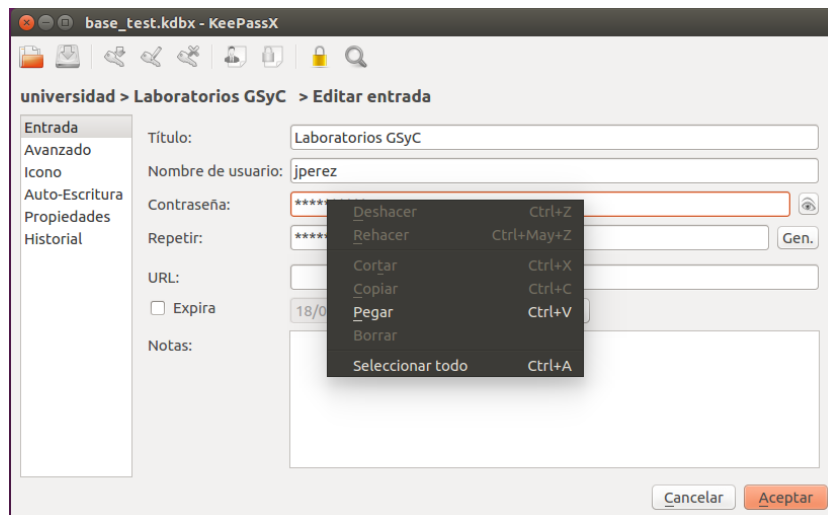 base_test.kdbx - KeePassX
universidad > Laboratorios GSyC > Editar entrada
Entrada
Avanzado
Icono
Auto-Escritura
Propiedades
Historial
Título: Laboratorios GSyC
Nombre de usuario: jperez
Contraseña: *****
Repetir: ***** Gen.
URL:
Expira 18/0
Notas:
Deshacer Ctrl+Z
Rehacer Ctrl+May+Z
Cortar Ctrl+X
Copiar Ctrl+C
Pegar Ctrl+V
Borrar
Seleccionar todo Ctrl+A
Cancelar Aceptar